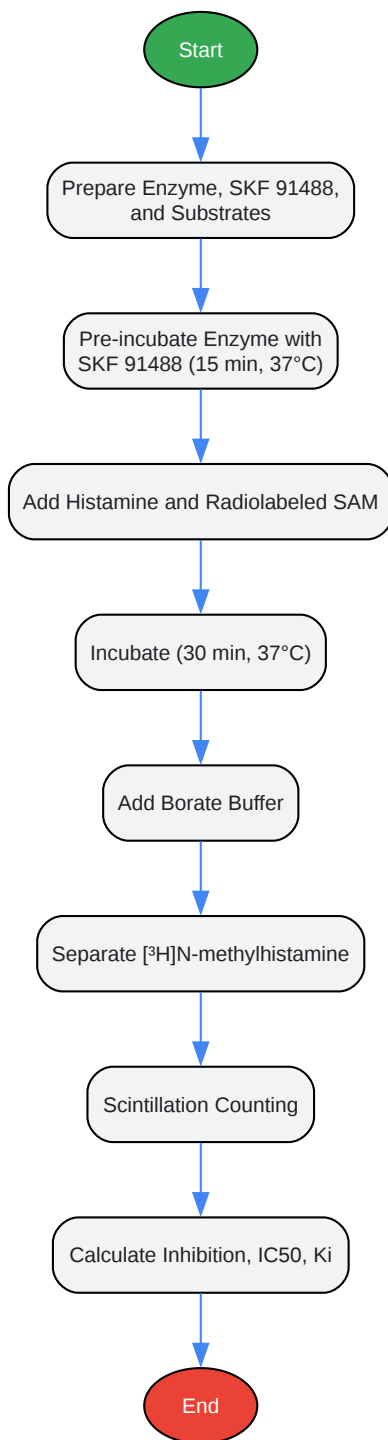 Start
Prepare Enzyme, SKF 91488,
and Substrates
Pre-incubate Enzyme with
SKF 91488 (15 min, 37°C)
Add Histamine and Radiolabeled SAM
Incubate (30 min, 37°C)
Add Borate Buffer
Separate [³H]N-methylhistamine
Scintillation Counting
Calculate Inhibition, IC50, Ki
End